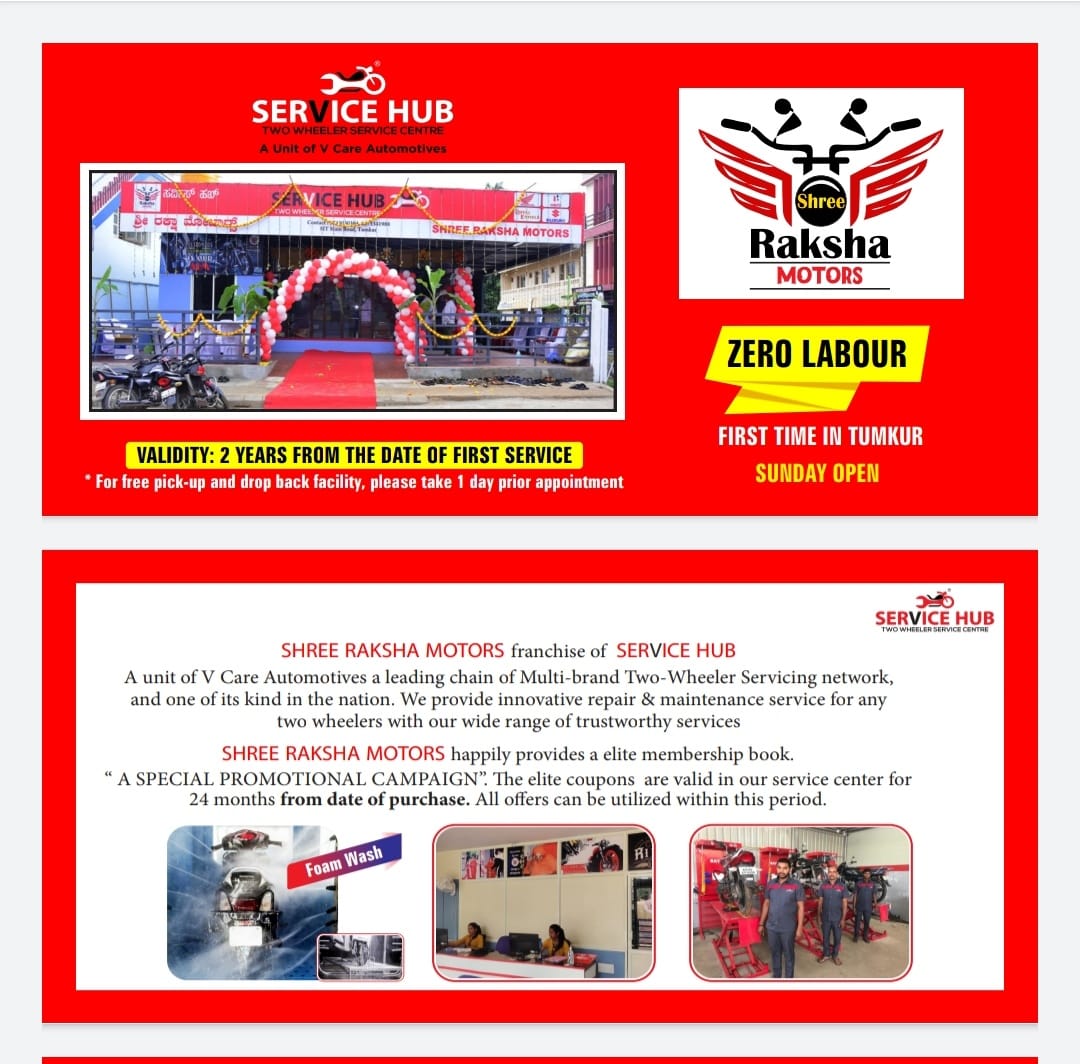 SERVICE HUB
TWO WHEELER SERVICE CENTRE
A Unit of V Care Automotives
Raksha
ಸರ್ವಿಸ್ ಹಬ್
SERVICE HUB
TWO WHEELER SERVICE CENTRE
ಶ್ರೀ ರಕ್ಷಾ ಮೋಟಾರ್ಸ್
SHREE RAKSHA MOTORS
SUZUKI
VALIDITY: 2 YEARS FROM THE DATE OF FIRST SERVICE
* For free pick-up and drop back facility, please take 1 day prior appointment
Shree
Raksha
MOTORS
ZERO LABOUR
FIRST TIME IN TUMKUR
SUNDAY OPEN
SERVICE HUB
TWO WHEELER SERVICE CENTRE
SHREE RAKSHA MOTORS franchise of SERVICE HUB
A unit of V Care Automotives a leading chain of Multi-brand Two-Wheeler Servicing network,
and one of its kind in the nation. We provide innovative repair & maintenance service for any
two wheelers with our wide range of trustworthy services
SHREE RAKSHA MOTORS happily provides a elite membership book.
“ A SPECIAL PROMOTIONAL CAMPAIGN”. The elite coupons are valid in our service center for
24 months from date of purchase. All offers can be utilized within this period.
Foam Wash